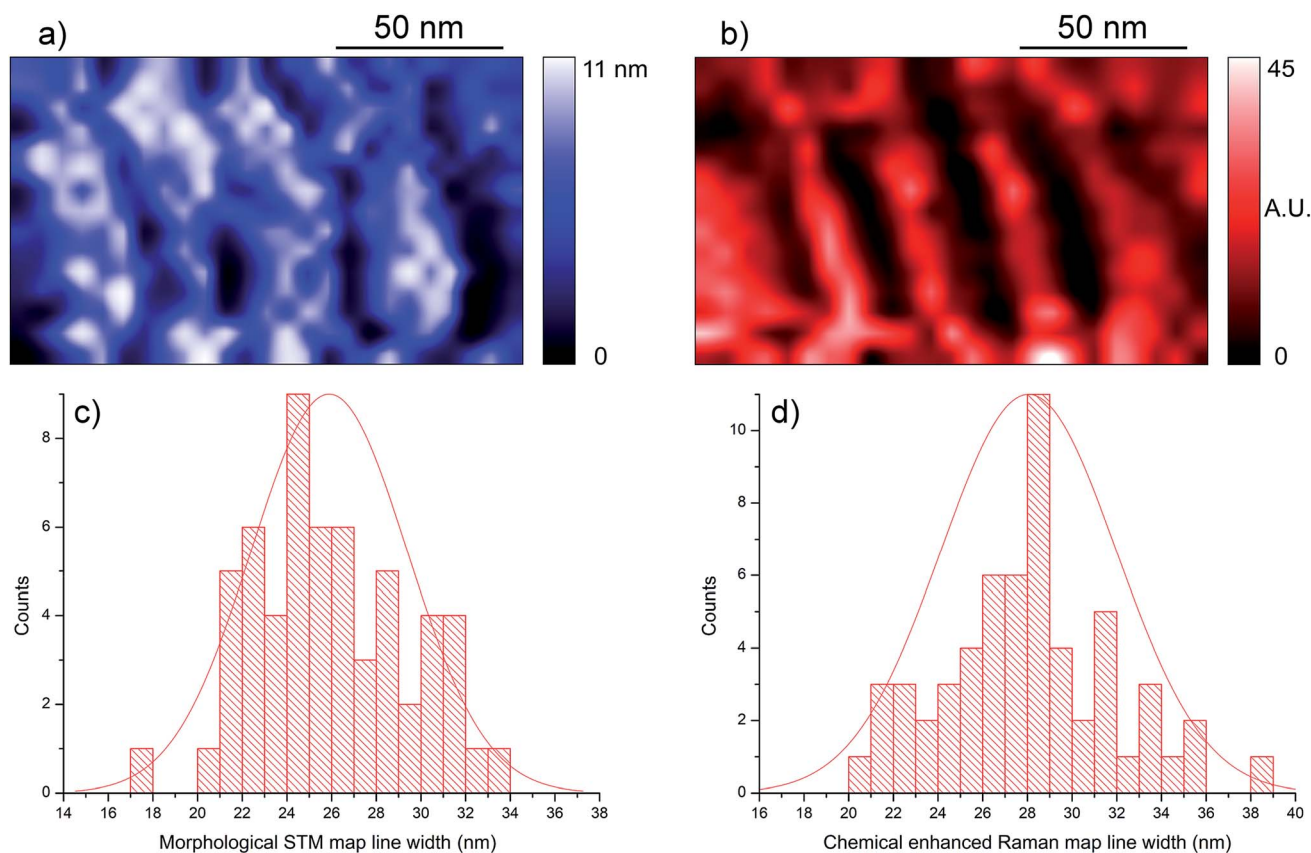 a)
50 nm
11 nm
0
b)
50 nm
45
A.U.
0
c)
8
6
4
2
0
Counts
14 16 18 20 22 24 26 28 30 32 34 36 38
Morphological STM map line width (nm)
d)
10
8
6
4
2
0
Counts
16 18 20 22 24 26 28 30 32 34 36 38 40
Chemical enhanced Raman map line width (nm)